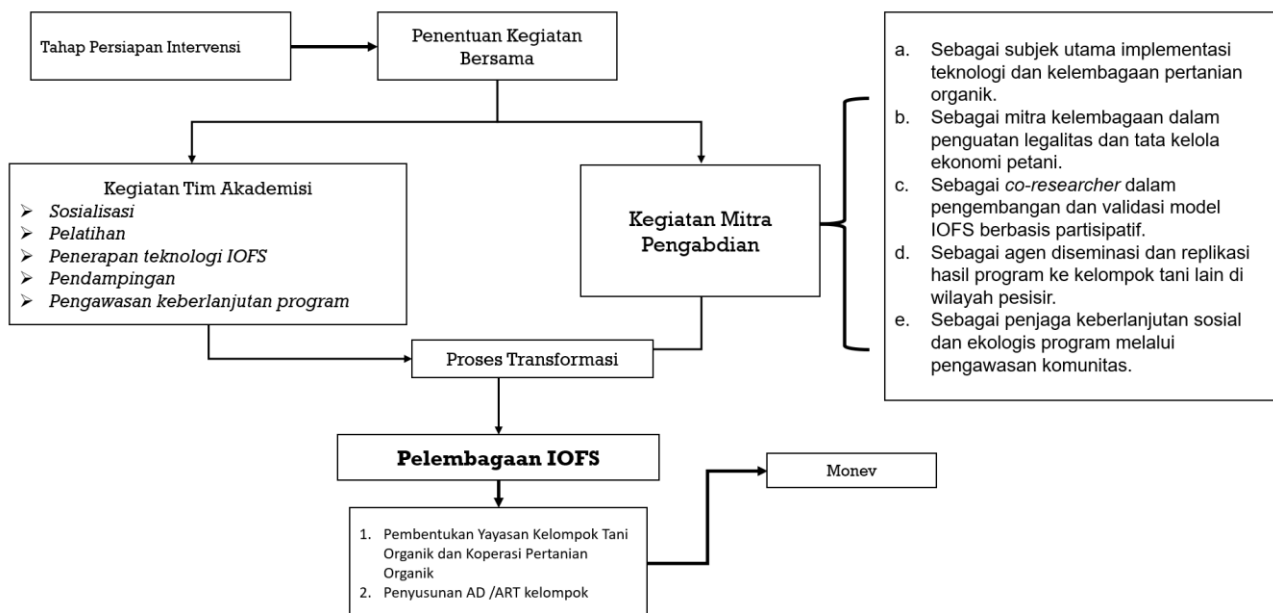 Tahap Persiapan Intervensi
Penentuan Kegiatan
Bersama
Kegiatan Tim Akademisi
➢ Sosialisasi
➢ Pelatihan
➢ Penerapan teknologi IOFS
➢ Pendampingan
➢ Pengawasan keberlanjutan program
Kegiatan Mitra
Pengabdian
a. Sebagai subjek utama implementasi
teknologi dan kelembagaan pertanian
organik.
b. Sebagai mitra kelembagaan dalam
penguatan legalitas dan tata kelola
ekonomi petani.
c. Sebagai co-researcher dalam
pengembangan dan validasi model
IOFS berbasis partisipatif.
d. Sebagai agen diseminasi dan replikasi
hasil program ke kelompok tani lain di
wilayah pesisir.
e. Sebagai penjaga keberlanjutan sosial
dan ekologis program melalui
pengawasan komunitas.
Proses Transformasi
Pelembagaan IOFS
Monev
1. Pembentukan Yayasan Kelompok Tani
Organik dan Koperasi Pertanian
Organik
2. Penyusunan AD /ART kelompok